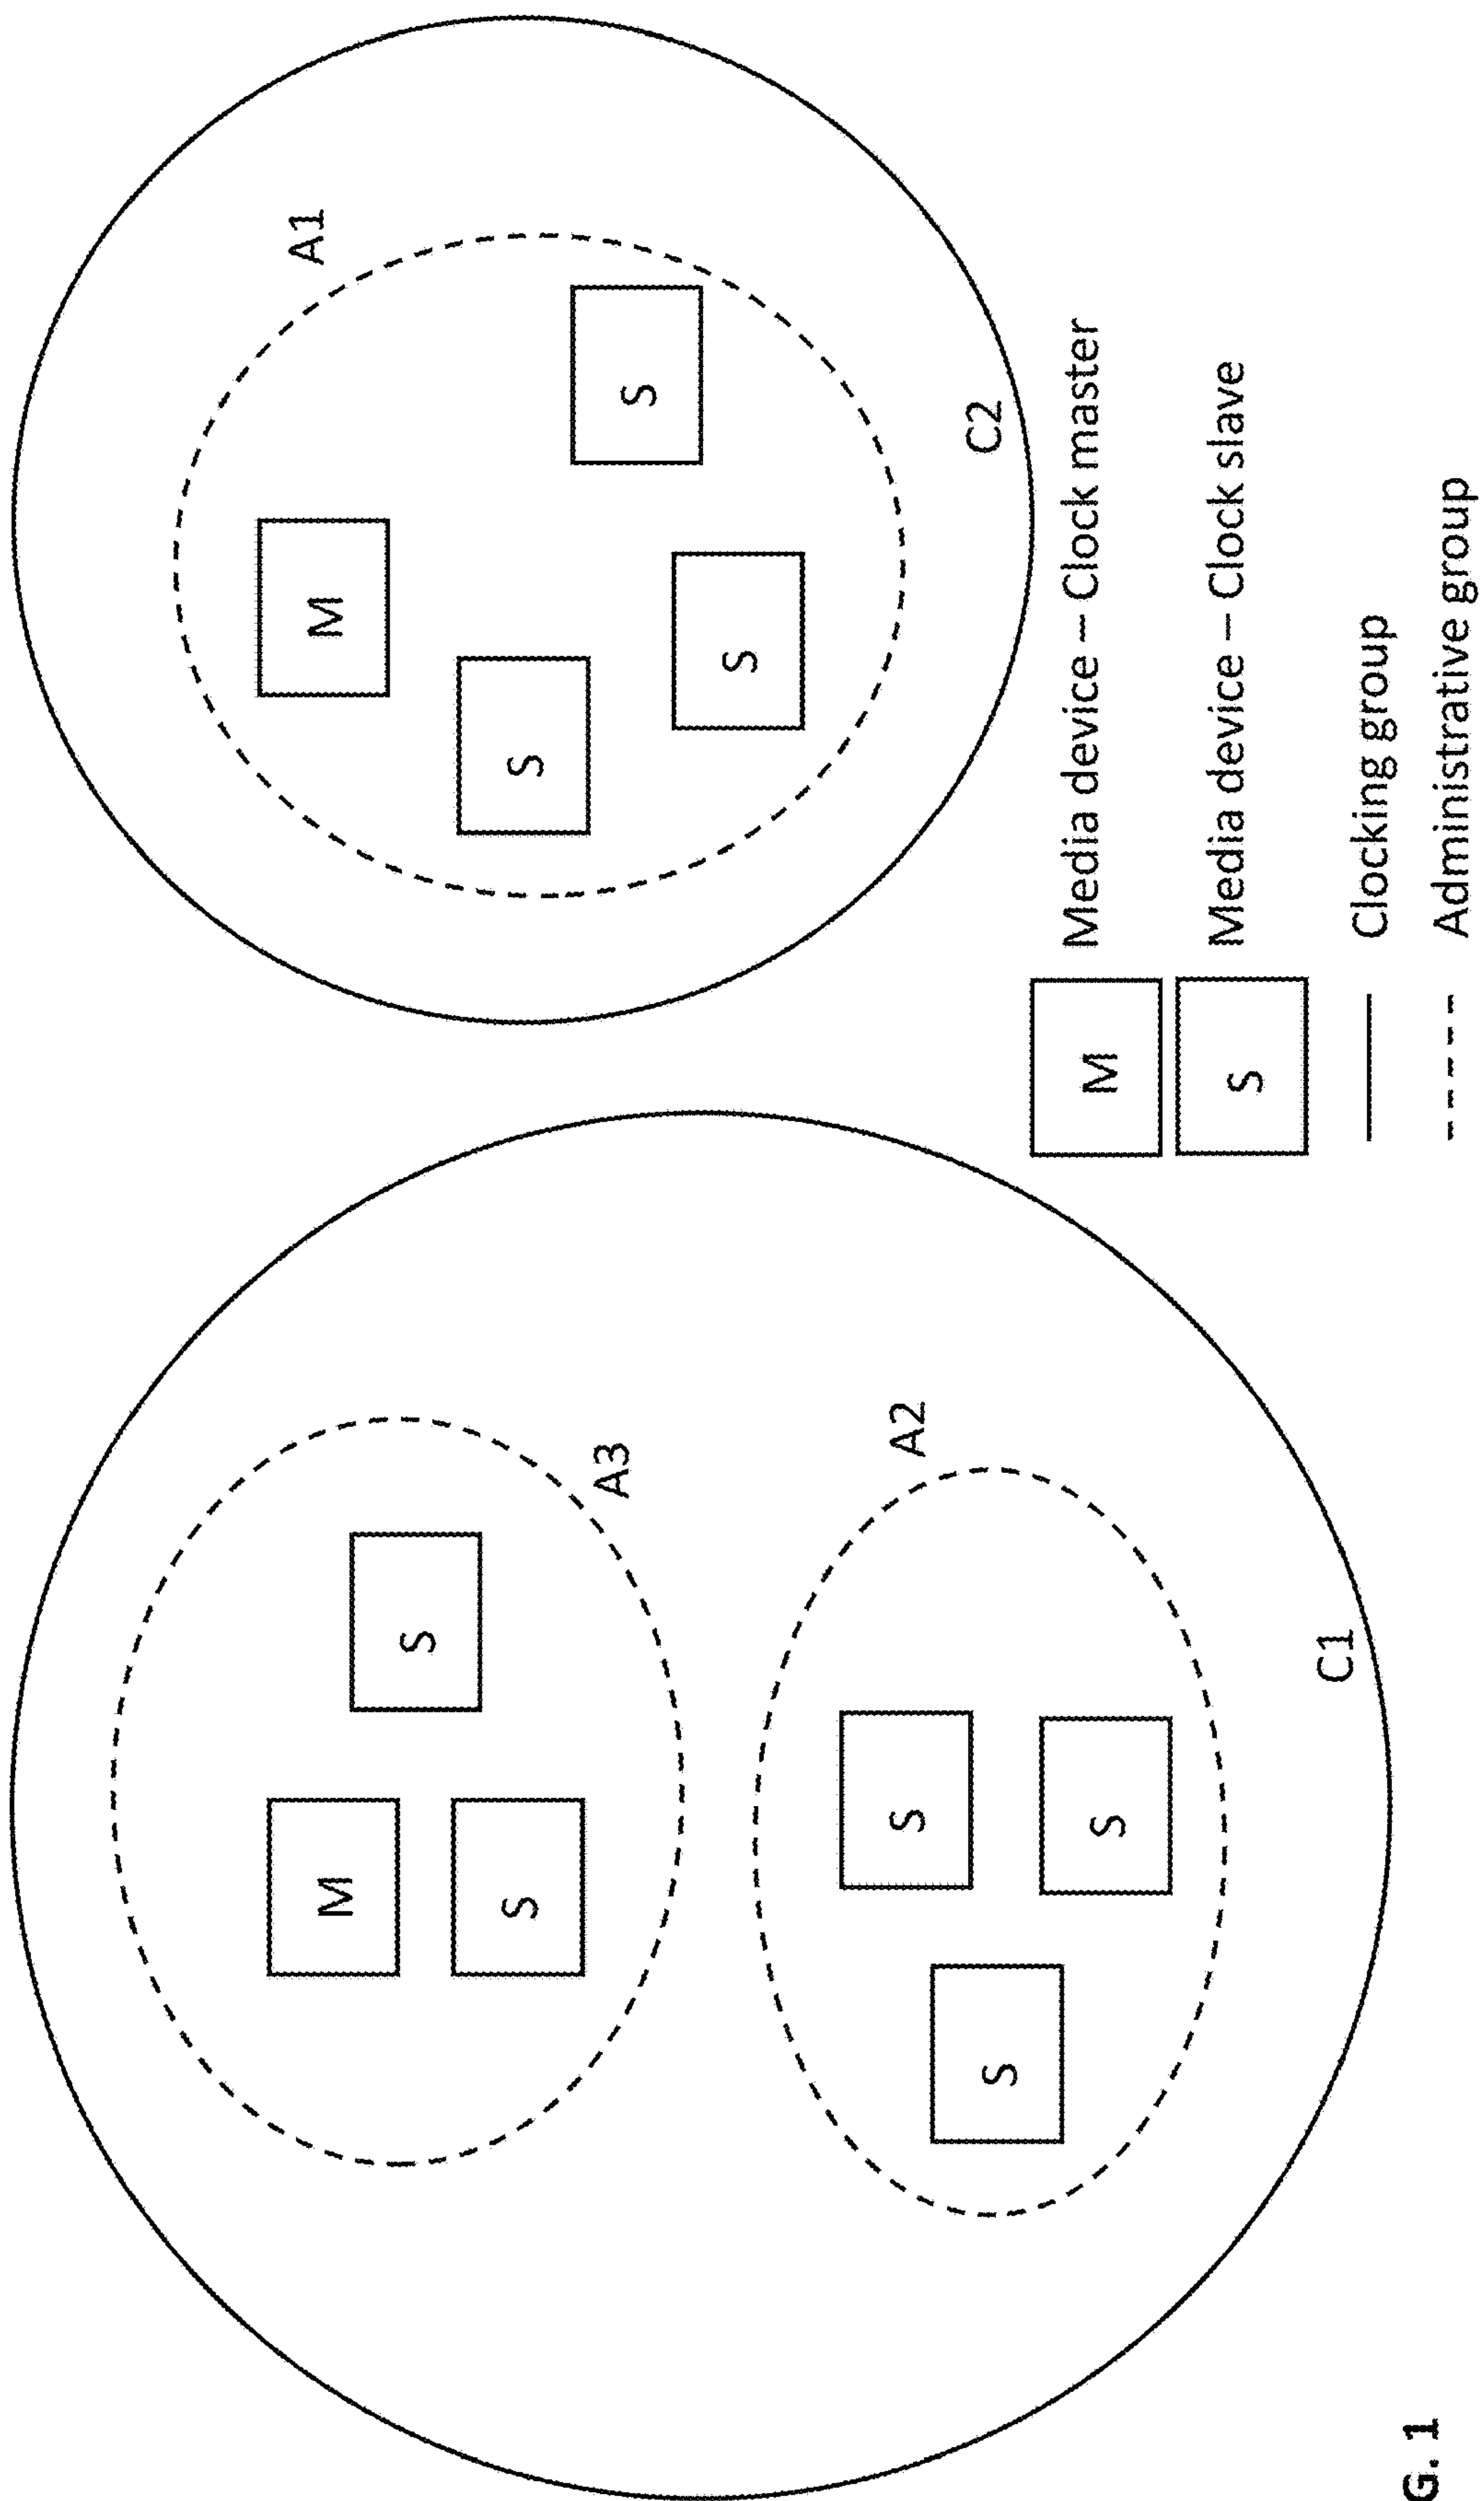 M
S
A3
S
S
S
A2
S
C1
M
A1
S
S
S
C2
M
Media device – Clock master
S
Media device – Clock slave
Clocking group
Administrative group
G. 1